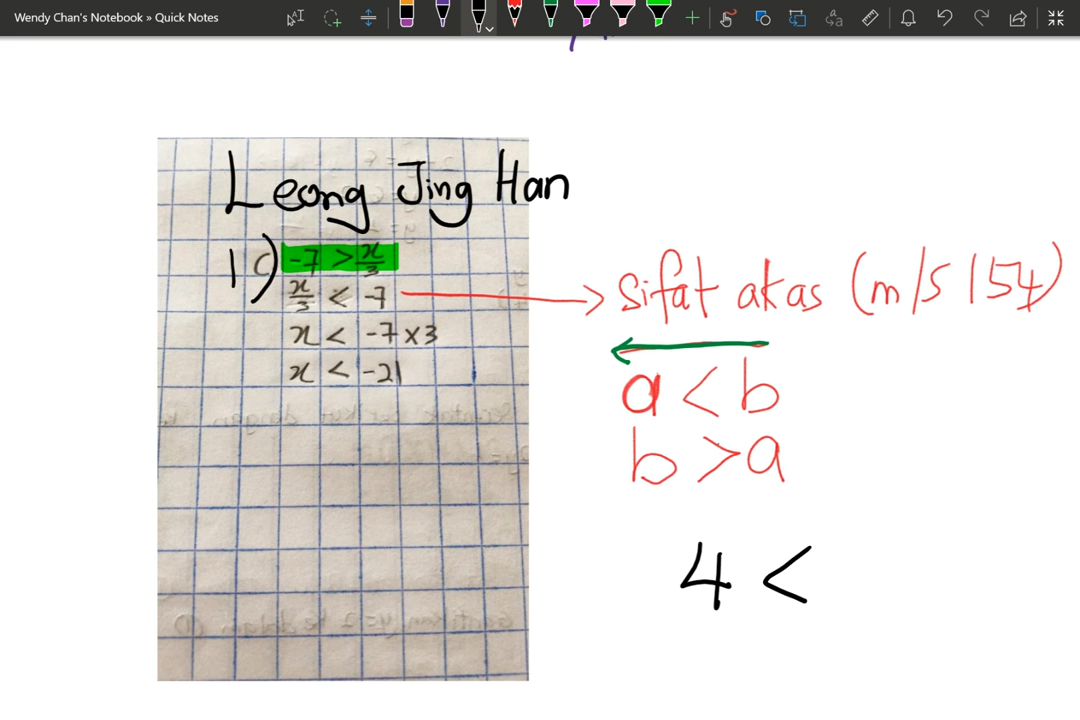 Wendy Chan's Notebook » Quick Notes
Leong Jing Han
1 c) -7 > x/3
x/3 < -7
x < -7 × 3
x < -21
Sifat akas (m/s 154)
a < b
b > a
4 <